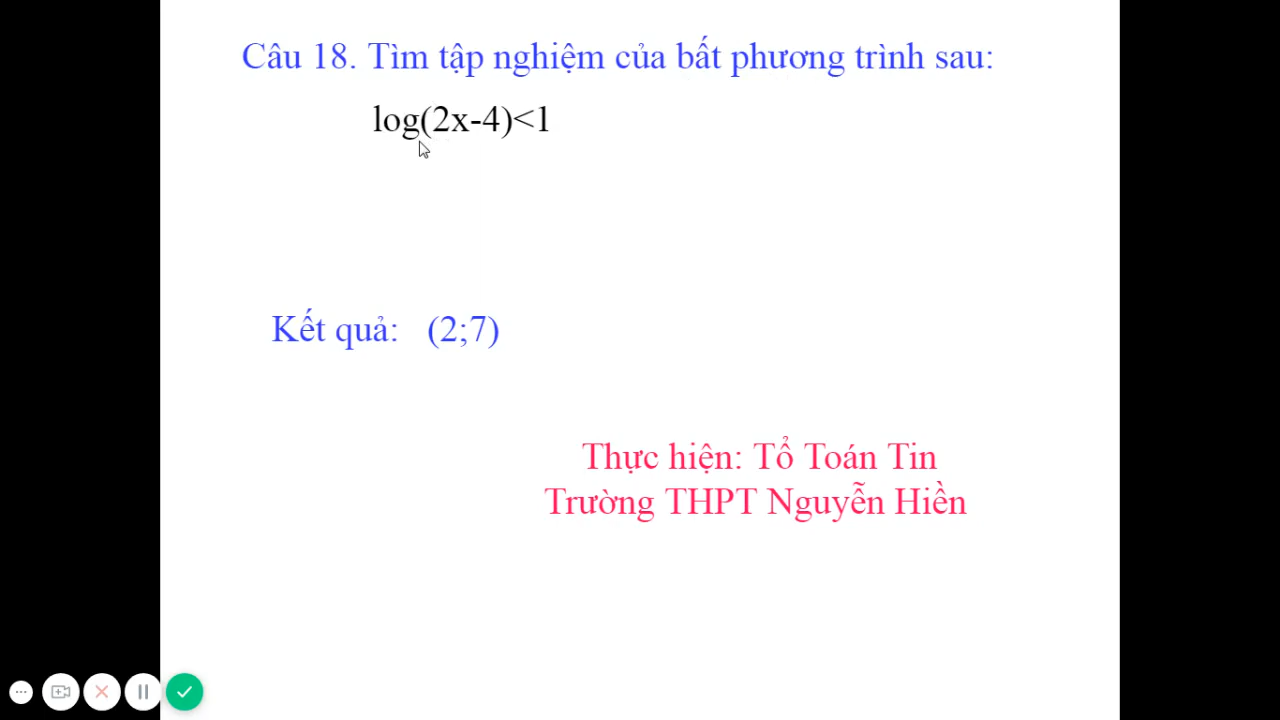 Câu 18. Tìm tập nghiệm của bất phương trình sau:
log(2x-4)<1
Kết quả: (2;7)
Thực hiện: Tổ Toán Tin
Trường THPT Nguyễn Hiền